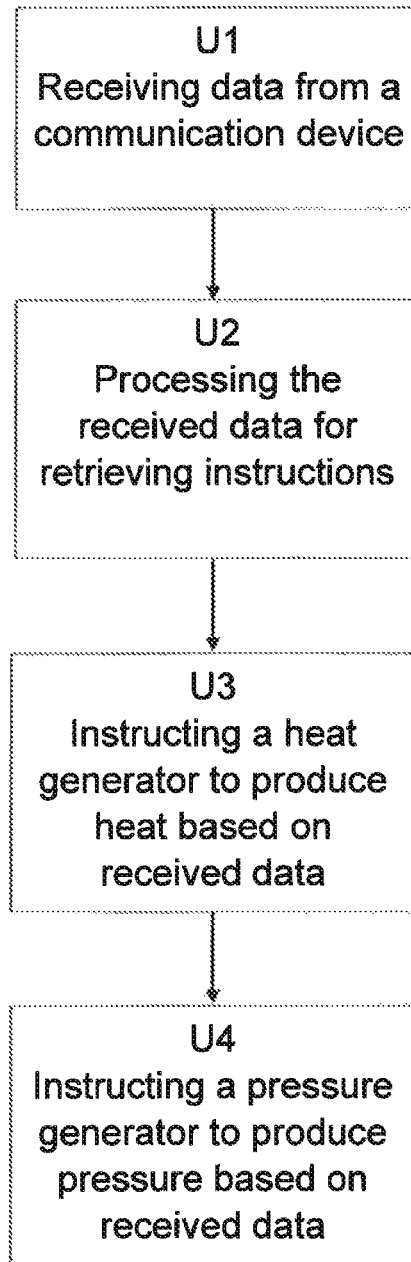 U1
Receiving data from a
communication device
U2
Processing the
received data for
retrieving instructions
U3
Instructing a heat
generator to produce
heat based on
received data
U4
Instructing a pressure
generator to produce
pressure based on
received data